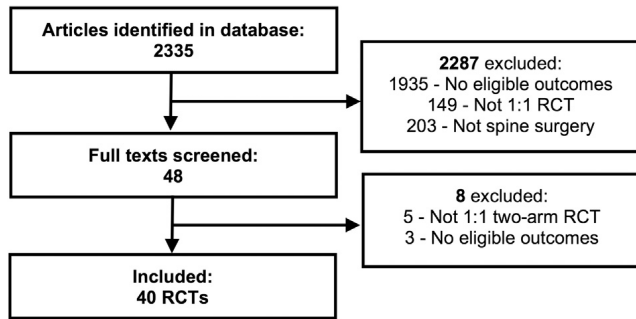 Articles identified in database:
2335
2287 excluded:
1935 - No eligible outcomes
149 - Not 1:1 RCT
203 - Not spine surgery
Full texts screened:
48
8 excluded:
5 - Not 1:1 two-arm RCT
3 - No eligible outcomes
Included:
40 RCTs